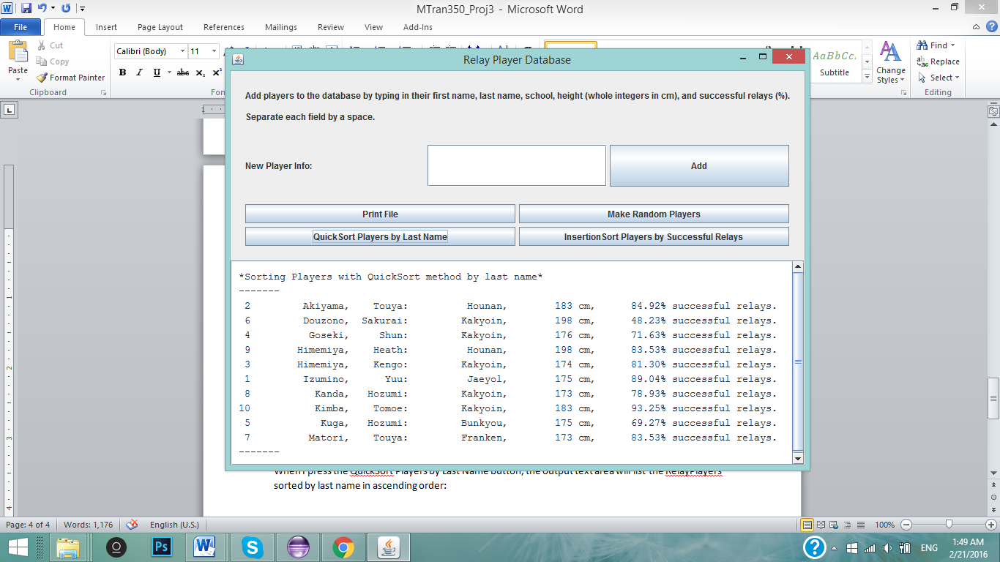 MTran350_Proj3 - Microsoft Word
File Home Insert Page Layout References Mailings Review View Add-Ins
Paste
Cut
Copy
Format Painter
Clipboard
Calibri (Body) 11
B I U abc x₂ x²
Fon
AaBbCc
Subtitle
Change
Styles
Find
Replace
Select
Editing
Relay Player Database
Add players to the database by typing in their first name, last name, school, height (whole integers in cm), and successful relays (%).
Separate each field by a space.
New Player Info:
Add
Print File Make Random Players
QuickSort Players by Last Name InsertionSort Players by Successful Relays
*Sorting Players with QuickSort method by last name*
-------
2 Akiyama, Touya: Hounan, 183 cm, 84.92% successful relays.
6 Douzono, Sakurai: Kakyoin, 198 cm, 48.23% successful relays.
4 Goseki, Shun: Kakyoin, 176 cm, 71.63% successful relays.
9 Himemiya, Heath: Hounan, 198 cm, 83.53% successful relays.
3 Himemiya, Kengo: Kakyoin, 174 cm, 81.30% successful relays.
1 Izumino, Yuu: Jaeyol, 175 cm, 89.04% successful relays.
8 Kanda, Hozumi: Kakyoin, 173 cm, 78.93% successful relays.
10 Kimba, Tomoe: Kakyoin, 183 cm, 93.25% successful relays.
5 Kuga, Hozumi: Bunkyou, 175 cm, 69.27% successful relays.
7 Matori, Touya: Franken, 173 cm, 83.53% successful relays.
-------
When I press the QuickSort Players by Last Name button, the output text area will list the RelayPlayers
sorted by last name in ascending order:
Page: 4 of 4 Words: 1,176 English (U.S.) 100%
Ps
ENG
1:49 AM
2/21/2016